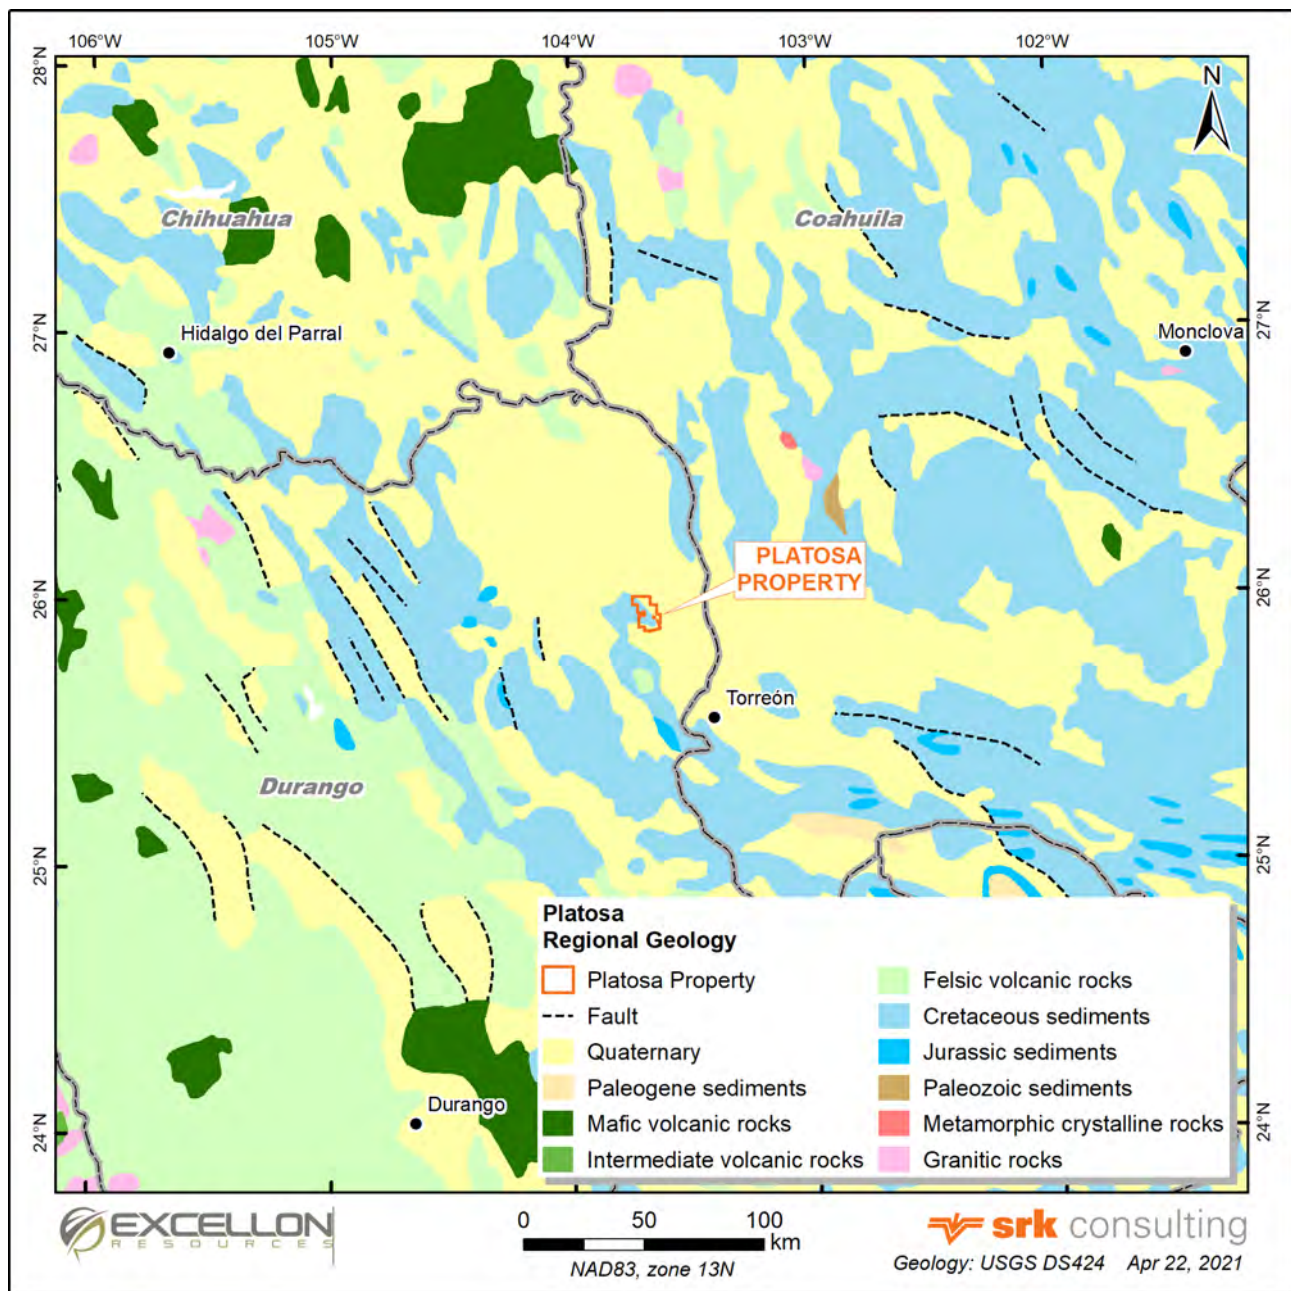 106°W 105°W 104°W 103°W 102°W
28°N
28°N
N
Chihuahua
Coahuila
27°N
Hidalgo del Parral
Monclova
27°N
PLATOSA
PROPERTY
26°N
26°N
Torreón
Durango
25°N
25°N
Platosa
Regional Geology
Platosa Property
Fault
Quaternary
Paleogene sediments
Mafic volcanic rocks
Intermediate volcanic rocks
Felsic volcanic rocks
Cretaceous sediments
Jurassic sediments
Paleozoic sediments
Metamorphic crystalline rocks
Granitic rocks
24°N
Durango
24°N
EXCELLON
RESOURCES
0 50 100
km
NAD83, zone 13N
srk consulting
Geology: USGS DS424 Apr 22, 2021